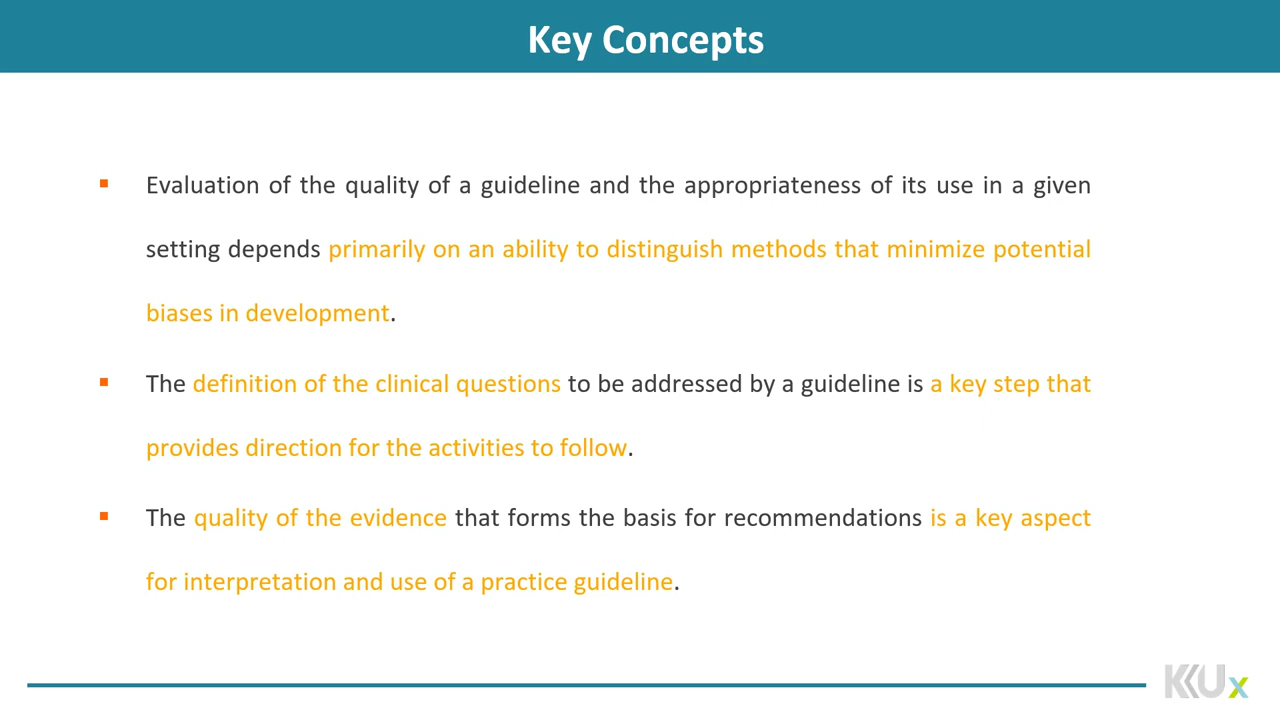 Key Concepts
▪ Evaluation of the quality of a guideline and the appropriateness of its use in a given
setting depends primarily on an ability to distinguish methods that minimize potential
biases in development.
▪ The definition of the clinical questions to be addressed by a guideline is a key step that
provides direction for the activities to follow.
▪ The quality of the evidence that forms the basis for recommendations is a key aspect
for interpretation and use of a practice guideline.
KKUx